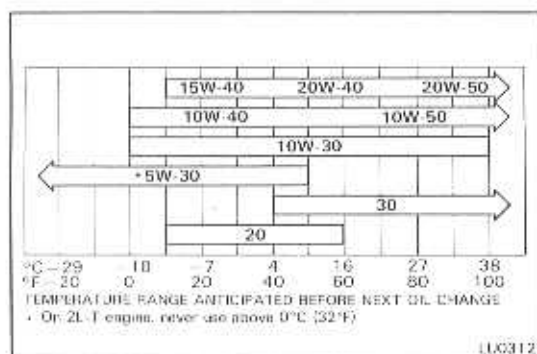 15W-40 20W-40 20W-50
10W-40 10W-50
10W-30
*5W-30
30
20
°C -29 -18 -7 4 16 27 38
°F -20 0 20 40 60 80 100
TEMPERATURE RANGE ANTICIPATED BEFORE NEXT OIL CHANGE
* On 2L-T engine, never use above 0°C (32°F)
LU0312